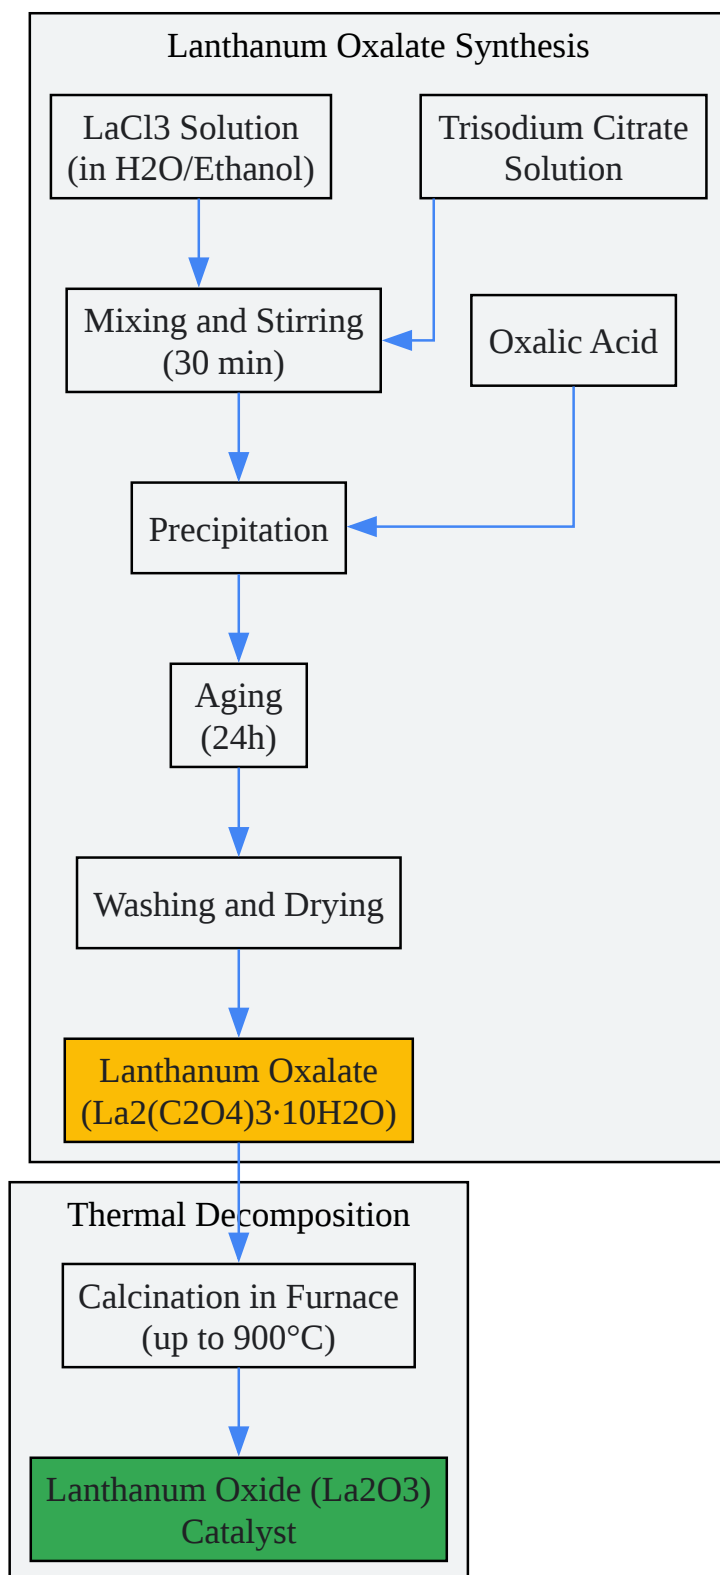 Lanthanum Oxalate Synthesis
LaCl3 Solution
(in H2O/Ethanol)
Trisodium Citrate
Solution
Mixing and Stirring
(30 min)
Oxalic Acid
Precipitation
Aging
(24h)
Washing and Drying
Lanthanum Oxalate
(La2(C2O4)3·10H2O)
Thermal Decomposition
Calcination in Furnace
(up to 900°C)
Lanthanum Oxide (La2O3)
Catalyst